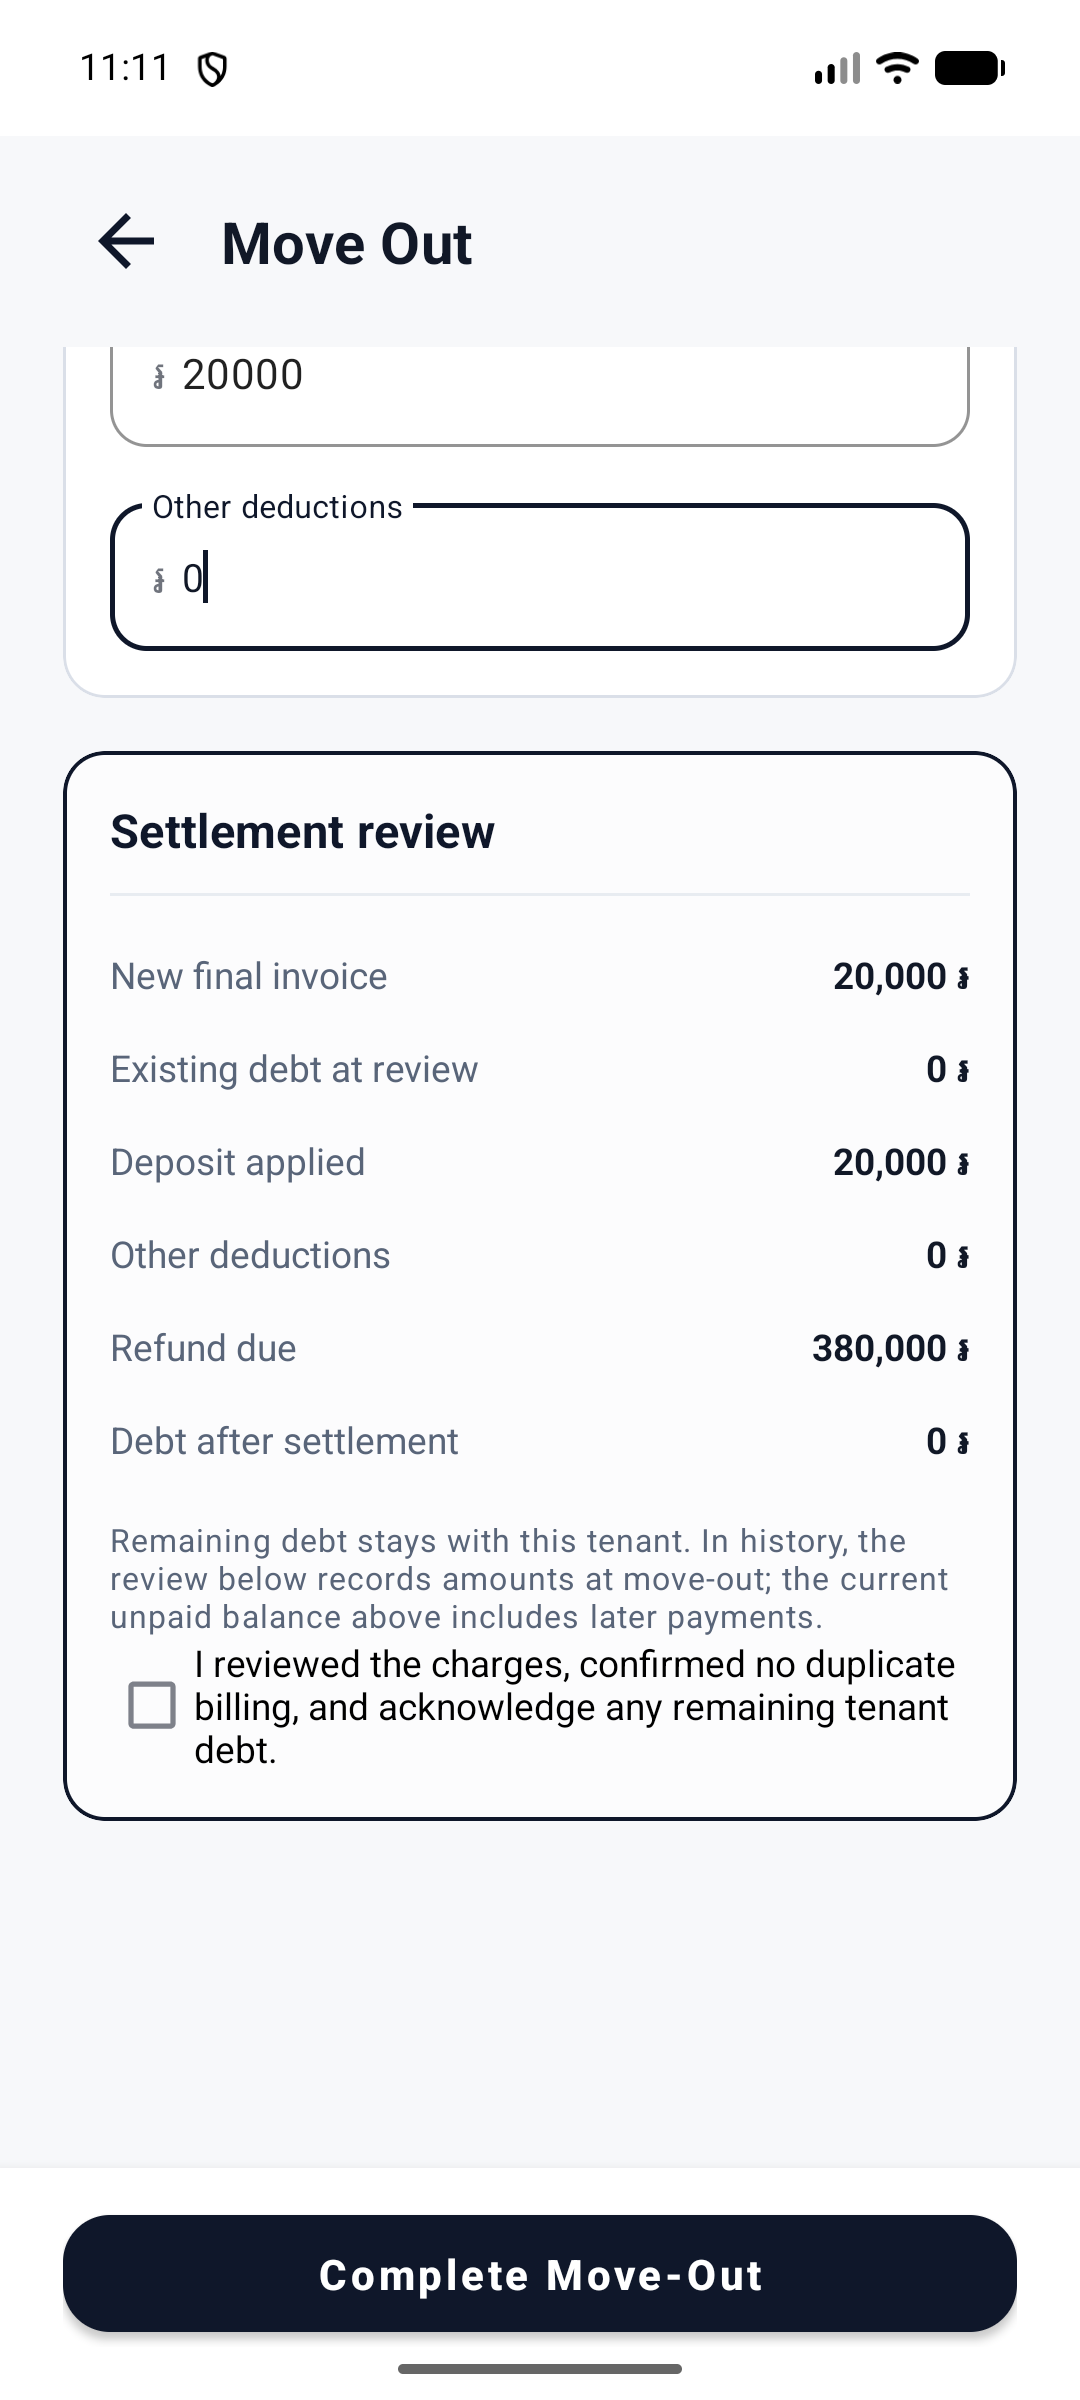 11:11
Move Out
៛ 20000
Other deductions
៛ 0
Settlement review
New final invoice 20,000 ៛
Existing debt at review 0 ៛
Deposit applied 20,000 ៛
Other deductions 0 ៛
Refund due 380,000 ៛
Debt after settlement 0 ៛
Remaining debt stays with this tenant. In history, the
review below records amounts at move-out; the current
unpaid balance above includes later payments.
I reviewed the charges, confirmed no duplicate
billing, and acknowledge any remaining tenant
debt.
Complete Move-Out